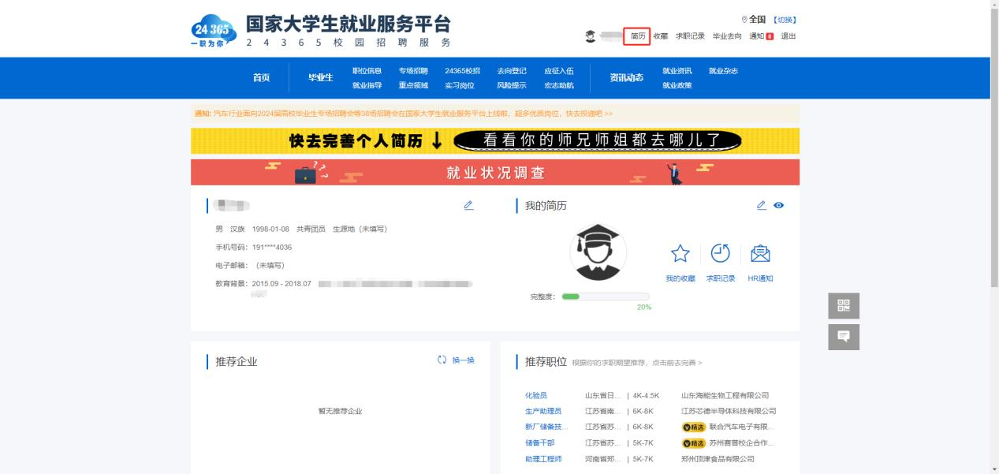 24 365
一职为你
国家大学生就业服务平台
24365校园招聘服务
全国 【切换】
简历 收藏 求职记录 毕业去向 通知 0 退出
首页 毕业生 职位信息 专场招聘 24365校招 去向登记 应征入伍 资讯动态 就业资讯 就业杂志
就业指导 重点领域 实习岗位 风险提示 宏志助航 就业政策
通知: 汽车行业面向2024届高校毕业生专场招聘会等38场招聘会在国家大学生就业服务平台上线啦，超多优质岗位，快去投递吧 >>
快去完善个人简历↓ 看看你的师兄师姐都去哪儿了
就业状况调查
男 汉族 1998-01-08 共青团员 生源地（未填写）
手机号码：191****4036
电子邮箱：（未填写）
教育背景：2015.09 - 2018.07
我的简历
我的收藏 求职记录 HR通知
完整度：
20%
推荐企业 换一换
暂无推荐企业
推荐职位 根据你的求职期望推荐，点击前去完善 >
化验员 山东省日... | 4K-4.5K 山东海能生物工程有限公司
生产助理员 江苏省南... | 6K-8K 江苏芯德半导体科技有限公司
新厂储备技... 江苏省苏... | 6K-8K 精选 联合汽车电子有限...
储备干部 江苏省苏... | 5K-7K 精选 苏州赛普校企合作...
助理工程师 河南省郑... | 5K-7K 郑州顶津食品有限公司